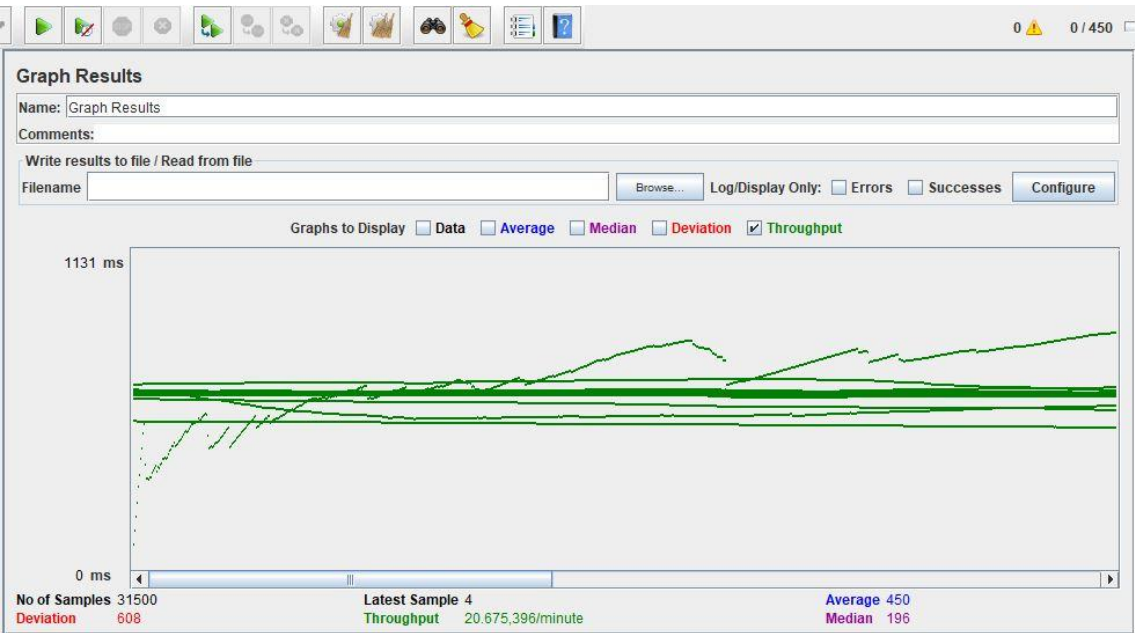 0 0 / 450
Graph Results
Name: Graph Results
Comments:
Write results to file / Read from file
Filename Browse... Log/Display Only: Errors Successes Configure
Graphs to Display Data Average Median Deviation Throughput
1131 ms
0 ms
No of Samples 31500 Latest Sample 4 Average 450
Deviation 608 Throughput 20.675,396/minute Median 196